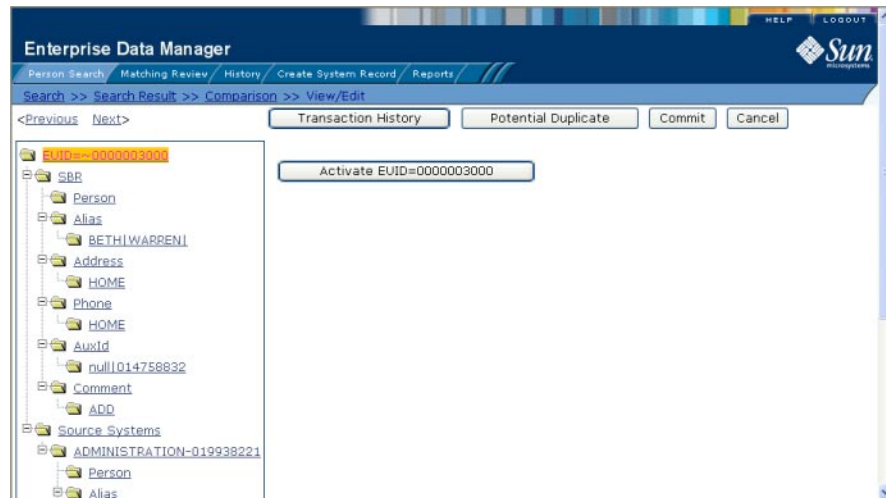 HELP LOGOUT
Enterprise Data Manager
Sun
microsystems
Person Search Matching Review History Create System Record Reports
Search >> Search Result >> Comparison >> View/Edit
<Previous Next> Transaction History Potential Duplicate Commit Cancel
EUID=~0000003000
Activate EUID=0000003000
SBR
Person
Alias
BETH|WARREN|
Address
HOME
Phone
HOME
AuxId
null|014758832
Comment
ADD
Source Systems
ADMINISTRATION-019938221
Person
Alias